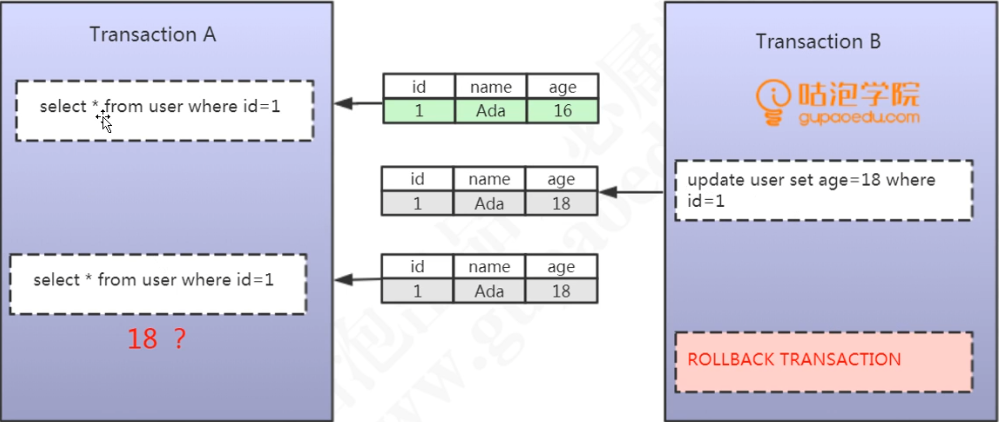 Transaction A
select * from user where id=1
select * from user where id=1
18 ?
id name age
1 Ada 16
id name age
1 Ada 18
id name age
1 Ada 18
Transaction B
咕泡学院
gupaoedu.com
update user set age=18 where
id=1
ROLLBACK TRANSACTION